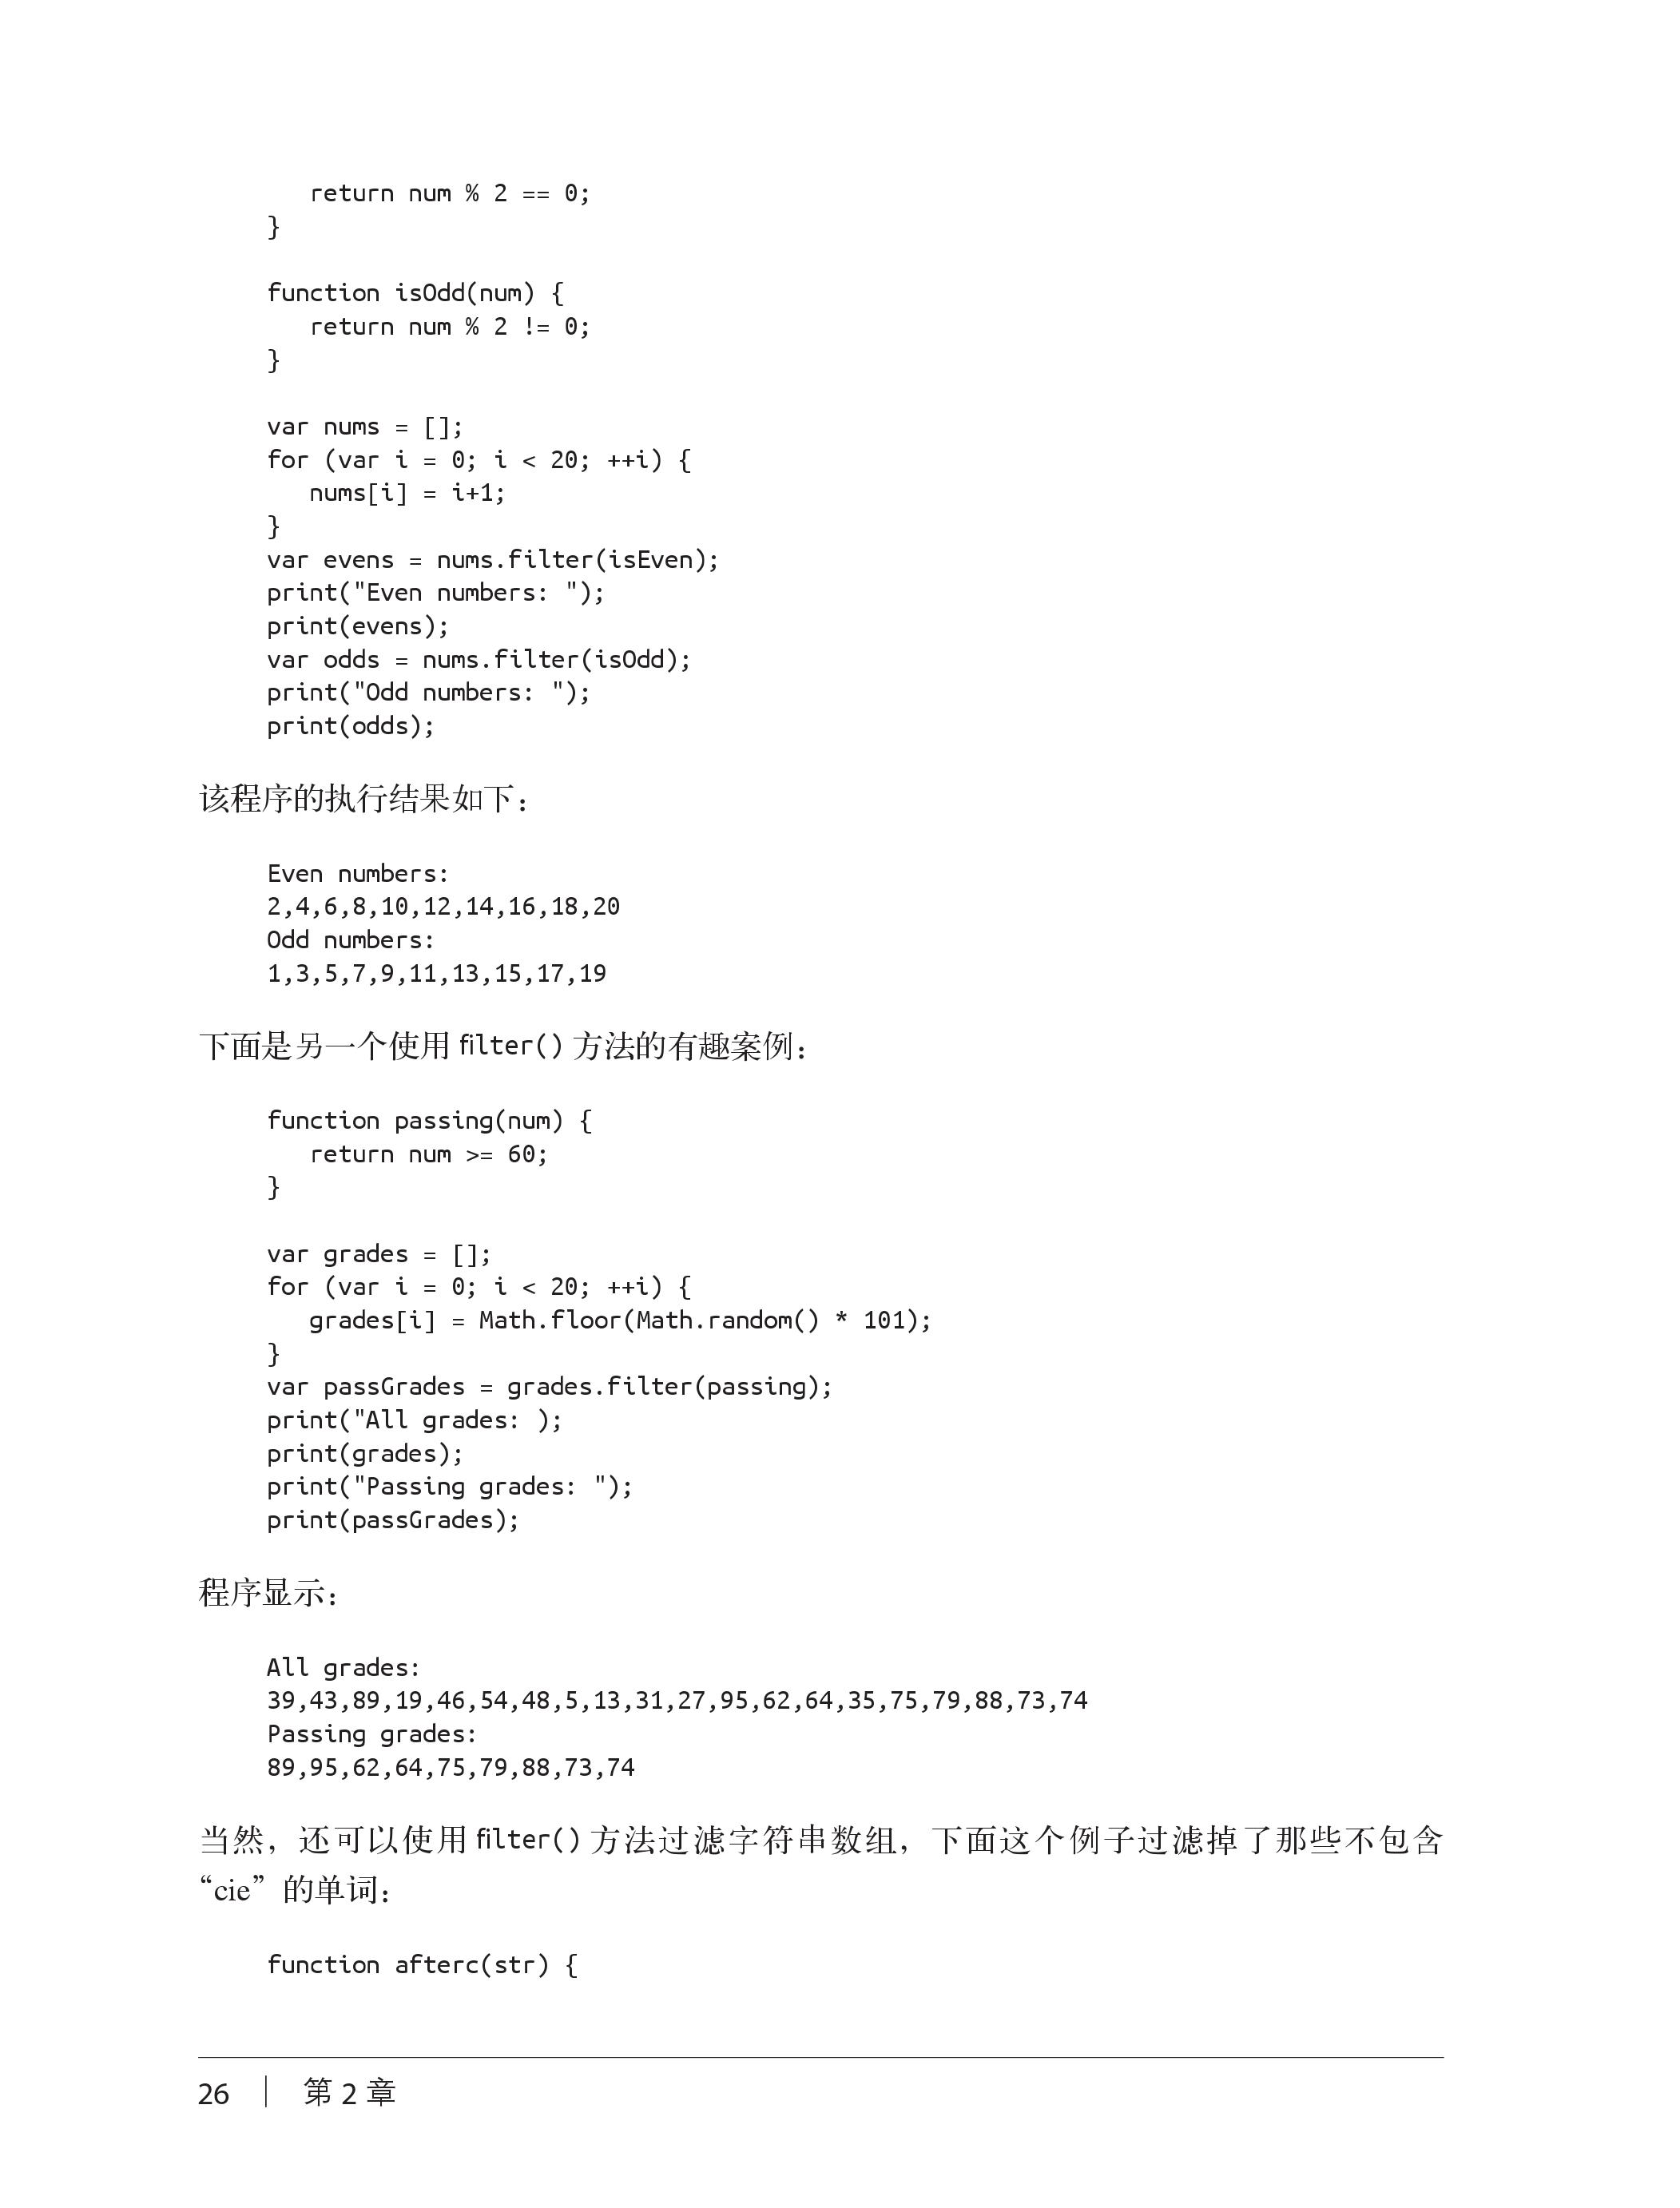 return num % 2 == 0;
}
function isOdd(num) {
return num % 2 != 0;
}
var nums = [];
for (var i = 0; i < 20; ++i) {
nums[i] = i+1;
}
var evens = nums.filter(isEven);
print("Even numbers: ");
print(evens);
var odds = nums.filter(isOdd);
print("Odd numbers: ");
print(odds);
该程序的执行结果如下：
Even numbers:
2,4,6,8,10,12,14,16,18,20
Odd numbers:
1,3,5,7,9,11,13,15,17,19
下面是另一个使用 filter() 方法的有趣案例：
function passing(num) {
return num >= 60;
}
var grades = [];
for (var i = 0; i < 20; ++i) {
grades[i] = Math.floor(Math.random() * 101);
}
var passGrades = grades.filter(passing);
print("All grades: );
print(grades);
print("Passing grades: ");
print(passGrades);
程序显示：
All grades:
39,43,89,19,46,54,48,5,13,31,27,95,62,64,35,75,79,88,73,74
Passing grades:
89,95,62,64,75,79,88,73,74
当然，还可以使用 filter() 方法过滤字符串数组，下面这个例子过滤掉了那些不包含
“cie”的单词：
function afterc(str) {
26 | 第 2 章